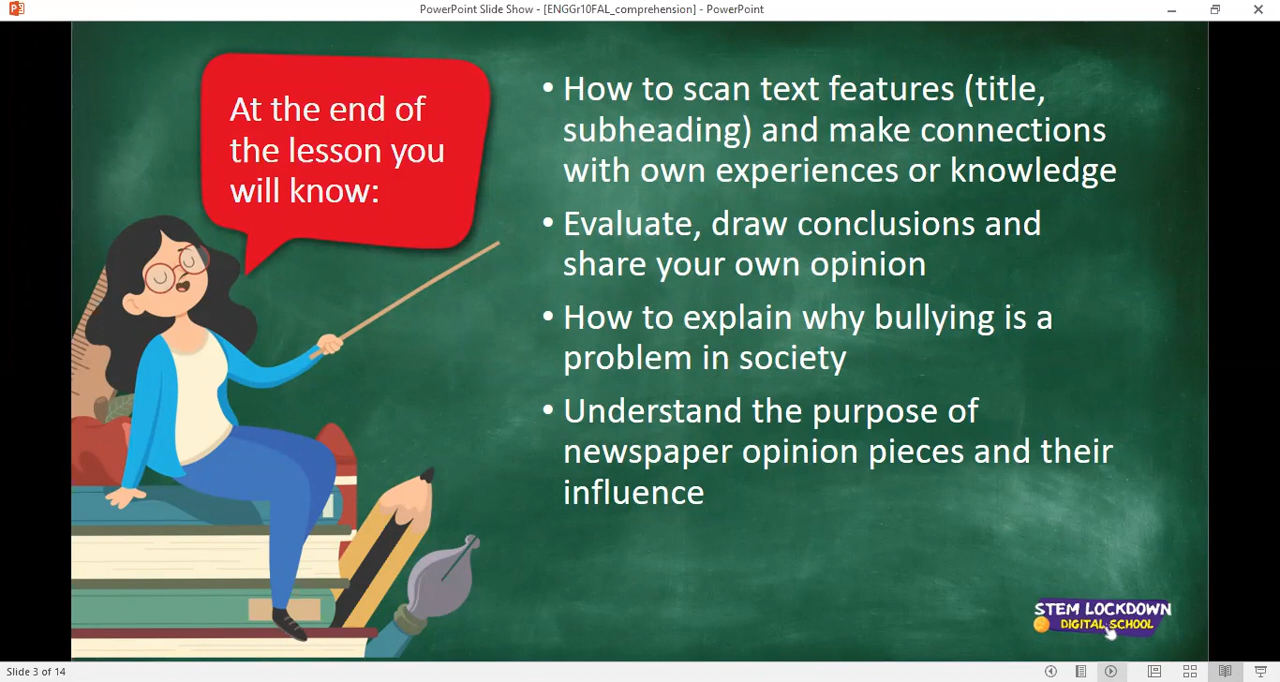 PowerPoint Slide Show - [ENGGr10FAL_comprehension] - PowerPoint
At the end of
the lesson you
will know:
• How to scan text features (title,
subheading) and make connections
with own experiences or knowledge
• Evaluate, draw conclusions and
share your own opinion
• How to explain why bullying is a
problem in society
• Understand the purpose of
newspaper opinion pieces and their
influence
STEM LOCKDOWN
DIGITAL SCHOOL
Slide 3 of 14